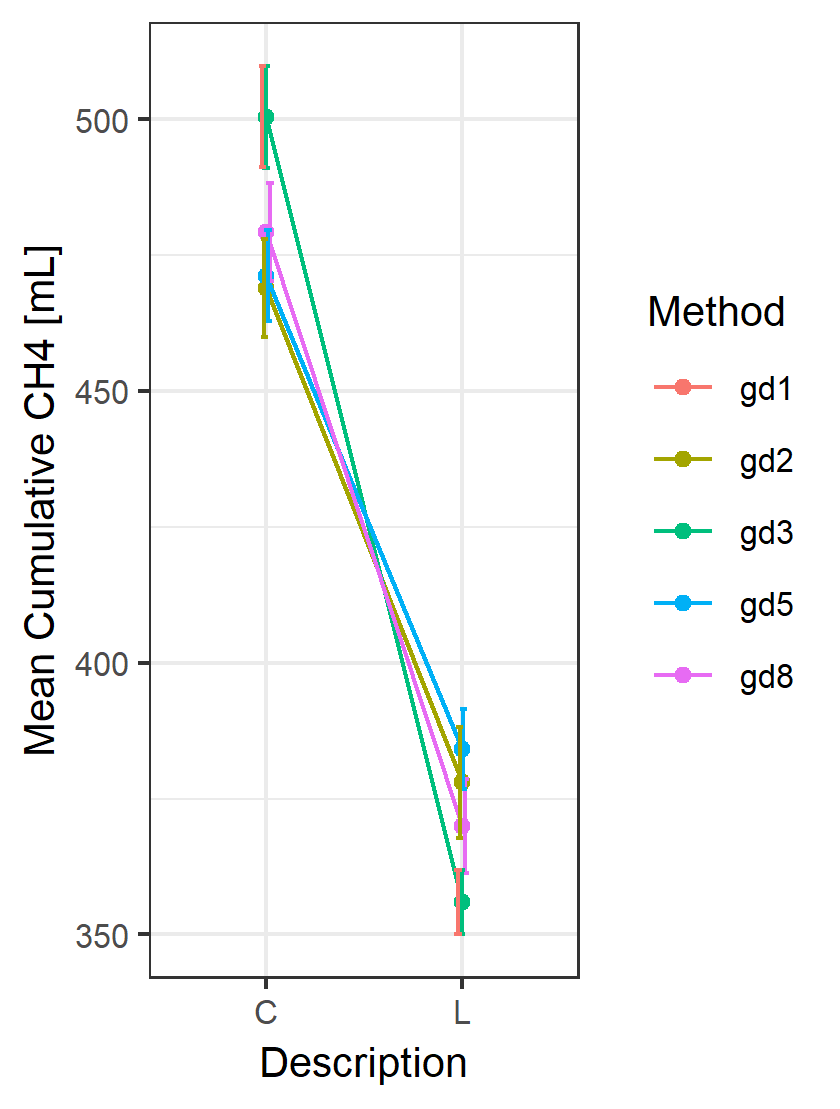 Mean Cumulative CH4 [mL]
500
450
400
350
C
L
Description
Method
gd1
gd2
gd3
gd5
gd8